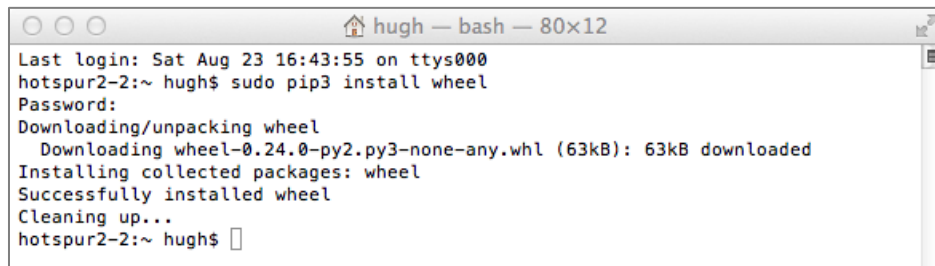 hugh — bash — 80×12
Last login: Sat Aug 23 16:43:55 on ttys000
hotspur2-2:~ hugh$ sudo pip3 install wheel
Password:
Downloading/unpacking wheel
  Downloading wheel-0.24.0-py2.py3-none-any.whl (63kB): 63kB downloaded
Installing collected packages: wheel
Successfully installed wheel
Cleaning up...
hotspur2-2:~ hugh$